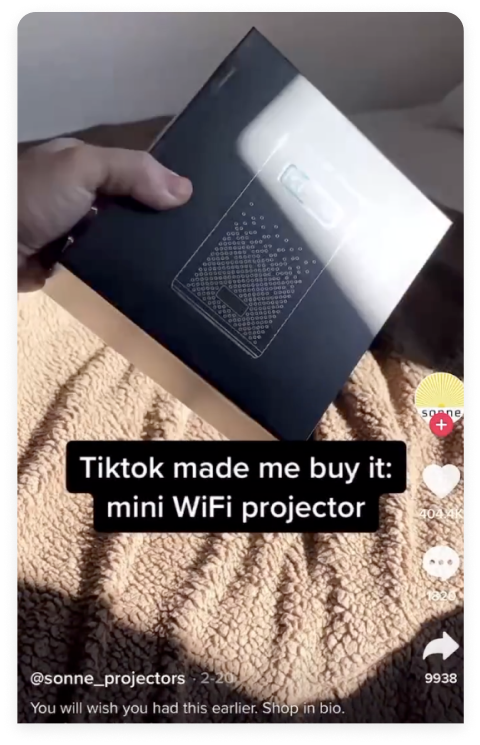 Tiktok made me buy it:
mini WiFi projector
sonne
404.4K
1828
9938
@sonne_projectors · 2-20
You will wish you had this earlier. Shop in bio.